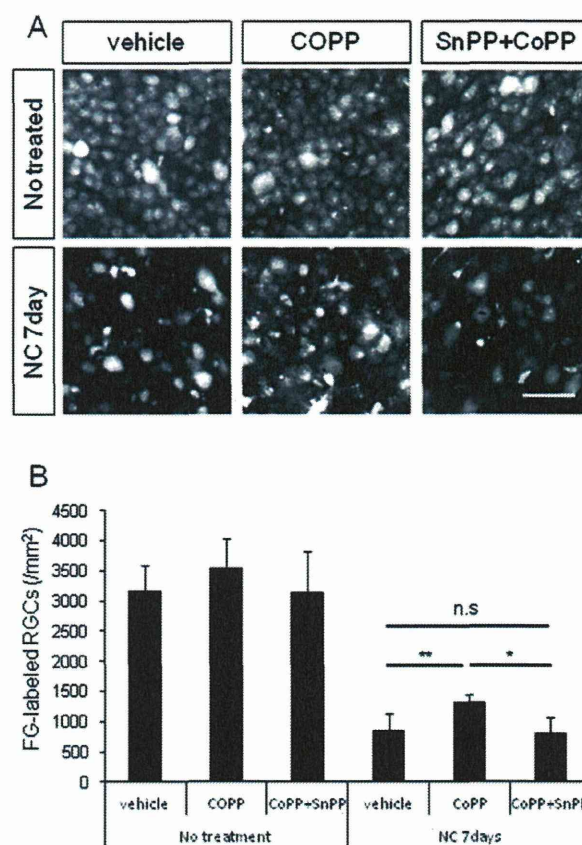 A
vehicle COPP SnPP+CoPP
No treated
NC 7day
B
FG-labeled RGCs (/mm²)
4500
4000
3500
3000
2500
2000
1500
1000
500
0
n.s
** *
vehicle COPP CoPP+SnPP vehicle CoPP CoPP+SnPP
No treatment NC 7days